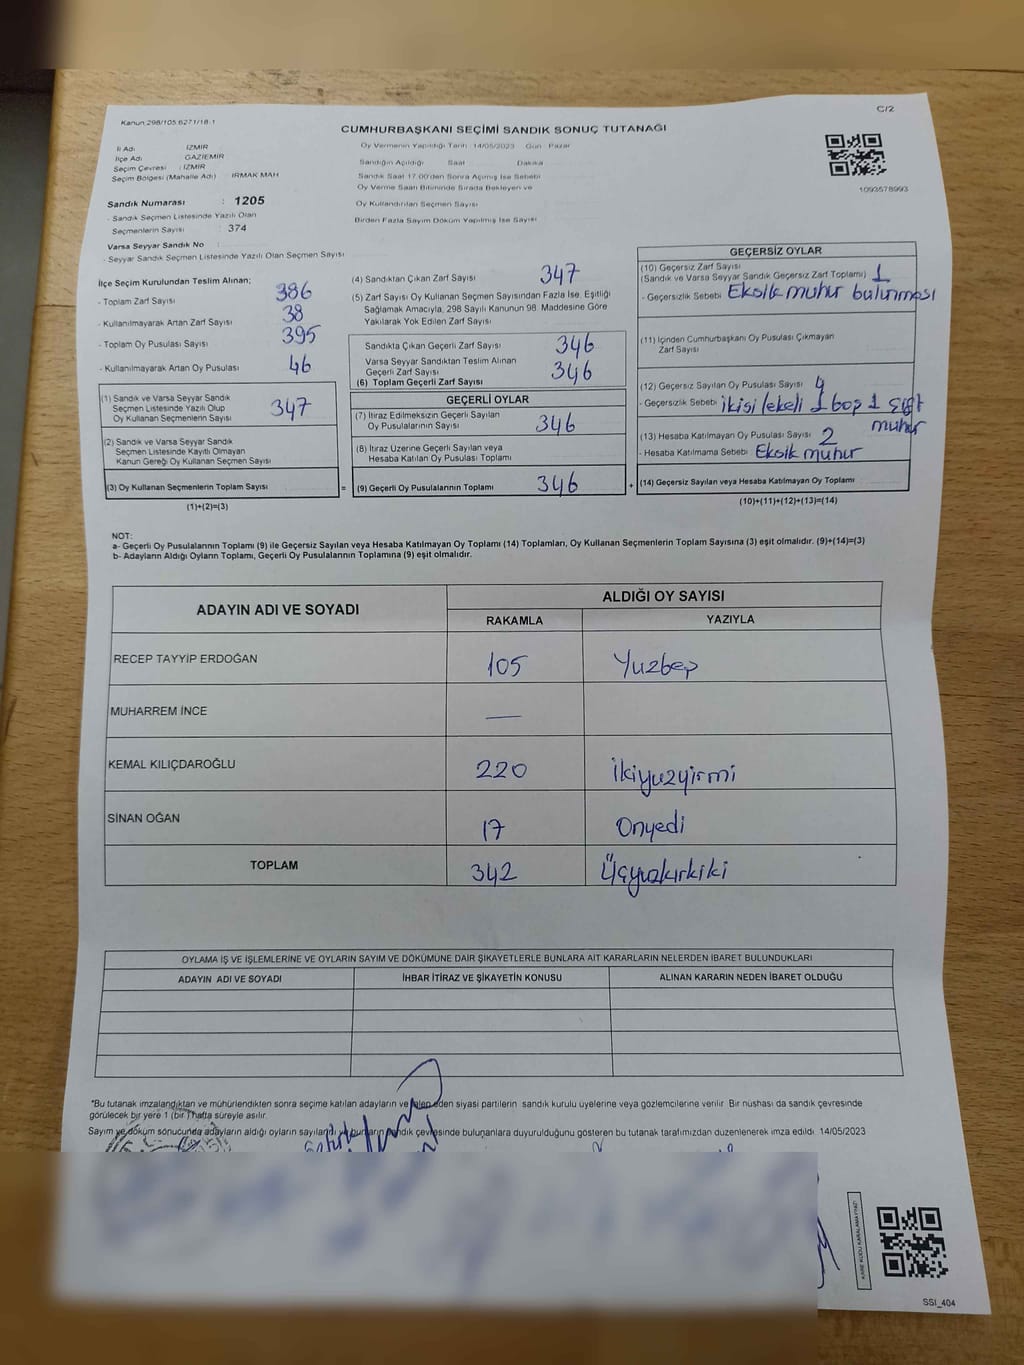 C/2
Kanun 298/105.6271/18-1
CUMHURBAŞKANI SEÇİMİ SANDIK SONUÇ TUTANAĞI
İl Adı : İZMİR
İlçe Adı : GAZİEMİR
Seçim Çevresi : İZMİR
Seçim Bölgesi (Mahalle Adı) : IRMAK MAH
Sandık Numarası : 1205
- Sandık Seçmen Listesinde Yazılı Olan
Seçmenlerin Sayısı : 374
Varsa Seyyar Sandık No :
- Seyyar Sandık Seçmen Listesinde Yazılı Olan Seçmen Sayısı
Oy Vermenin Yapıldığı Tarih 14/05/2023 Gün Pazar
Sandığın Açıldığı Saat Dakika
Sandık Saat 17.00'den Sonra Açılmış İse Sebebi
Oy Verme Saati Bitiminde Sırada Bekleyen ve
Oy Kullandırılan Seçmen Sayısı
Birden Fazla Sayım Döküm Yapılmış İse Sayısı
1093578993
İlçe Seçim Kurulundan Teslim Alınan;
- Toplam Zarf Sayısı 386
- Kullanılmayarak Artan Zarf Sayısı 38
- Toplam Oy Pusulası Sayısı 395
- Kullanılmayarak Artan Oy Pusulası 46
(1) Sandık ve Varsa Seyyar Sandık
Seçmen Listesinde Yazılı Olup
Oy Kullanan Seçmenlerin Sayısı 347
(2) Sandık ve Varsa Seyyar Sandık
Seçmen Listesinde Kayıtlı Olmayan
Kanun Gereği Oy Kullanan Seçmen Sayısı
(3) Oy Kullanan Seçmenlerin Toplam Sayısı
(1)+(2)=(3)
(4) Sandıktan Çıkan Zarf Sayısı 347
(5) Zarf Sayısı Oy Kullanan Seçmen Sayısından Fazla İse, Eşitliği
Sağlamak Amacıyla, 298 Sayılı Kanunun 98. Maddesine Göre
Yakılarak Yok Edilen Zarf Sayısı
Sandıkta Çıkan Geçerli Zarf Sayısı 346
Varsa Seyyar Sandıktan Teslim Alınan
Geçerli Zarf Sayısı 346
(6) Toplam Geçerli Zarf Sayısı
GEÇERLİ OYLAR
(7) İtiraz Edilmeksizin Geçerli Sayılan
Oy Pusulalarının Sayısı 346
(8) İtiraz Üzerine Geçerli Sayılan veya
Hesaba Katılan Oy Pusulası Toplamı
= (9) Geçerli Oy Pusulalarının Toplamı 346 +
GEÇERSİZ OYLAR
(10) Geçersiz Zarf Sayısı
(Sandık ve Varsa Seyyar Sandık Geçersiz Zarf Toplamı) 1
- Geçersizlik Sebebi Eksik mühür bulunması
(11) İçinden Cumhurbaşkanı Oy Pusulası Çıkmayan
Zarf Sayısı
(12) Geçersiz Sayılan Oy Pusulası Sayısı 4
- Geçersizlik Sebebi ikisi lekeli 1 boş 1 çift
mühür
(13) Hesaba Katılmayan Oy Pusulası Sayısı 2
- Hesaba Katılmama Sebebi Eksik mühür
(14) Geçersiz Sayılan veya Hesaba Katılmayan Oy Toplamı
(10)+(11)+(12)+(13)=(14)
NOT:
a- Geçerli Oy Pusulalarının Toplamı (9) ile Geçersiz Sayılan veya Hesaba Katılmayan Oy Toplamı (14) Toplamları, Oy Kullanan Seçmenlerin Toplam Sayısına (3) eşit olmalıdır. (9)+(14)=(3)
b- Adayların Aldığı Oyların Toplamı, Geçerli Oy Pusulalarının Toplamına (9) eşit olmalıdır.
ADAYIN ADI VE SOYADI
ALDIĞI OY SAYISI
RAKAMLA YAZIYLA
RECEP TAYYİP ERDOĞAN 105 Yüzbeş
MUHARREM İNCE —
KEMAL KILIÇDAROĞLU 220 İkiyüzyirmi
SİNAN OĞAN 17 Onyedi
TOPLAM 342 Üçyüzkırkiki
OYLAMA İŞ VE İŞLEMLERİNE VE OYLARIN SAYIM VE DÖKÜMÜNE DAİR ŞİKAYETLERLE BUNLARA AİT KARARLARIN NELERDEN İBARET BULUNDUKLARI
ADAYIN ADI VE SOYADI İHBAR İTİRAZ VE ŞİKAYETİN KONUSU ALINAN KARARIN NEDEN İBARET OLDUĞU
*Bu tutanak imzalandıktan ve mühürlendikten sonra seçime katılan adayların ve talep eden siyasi partilerin sandık kurulu üyelerine veya gözlemcilerine verilir. Bir nüshası da sandık çevresinde
görülecek bir yere 1 (bir) hafta süreyle asılır.
Sayım ve döküm sonucunda adayların aldığı oyların sayıları ve bunların sandık çevresinde bulunanlara duyurulduğunu gösteren bu tutanak tarafımızdan düzenlenerek imza edildi. 14/05/2023
KARE KODU KARALAMAYINIZ!
SSI_404